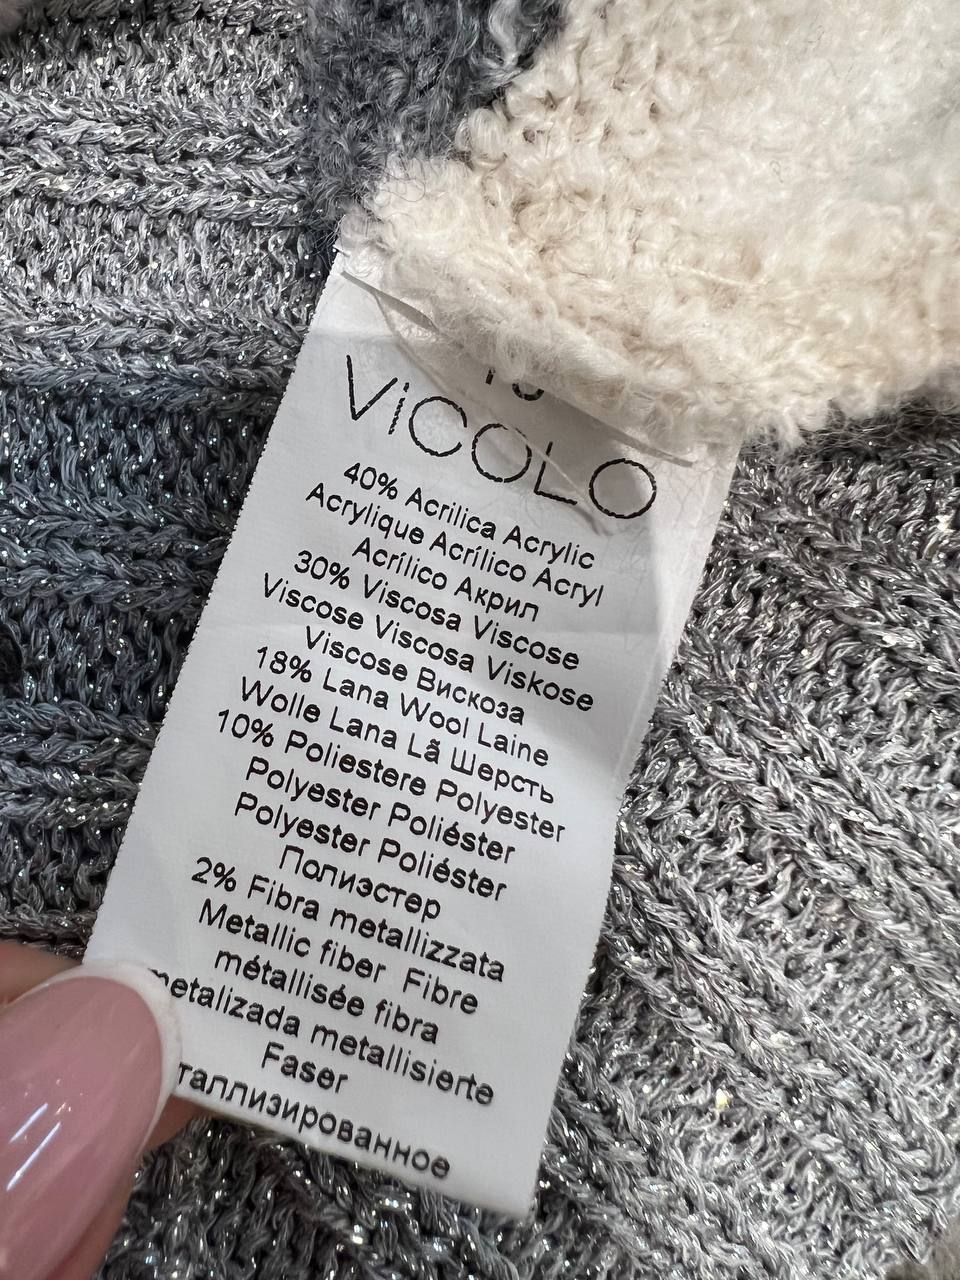 ViCOLO
40% Acrilica Acrylic
Acrylique Acrílico Acryl
Acrílico Акрил
30% Viscosa Viscose
Viscose Viscosa Viskose
Viscose Вискоза
18% Lana Wool Laine
Wolle Lana Lã Шерсть
10% Poliestere Polyester
Polyester Poliéster
Polyester Poliéster
Полиэстер
2% Fibra metallizzata
Metallic fiber Fibre
métallisée fibra
metalizada metallisierte
Faser
таллизированное